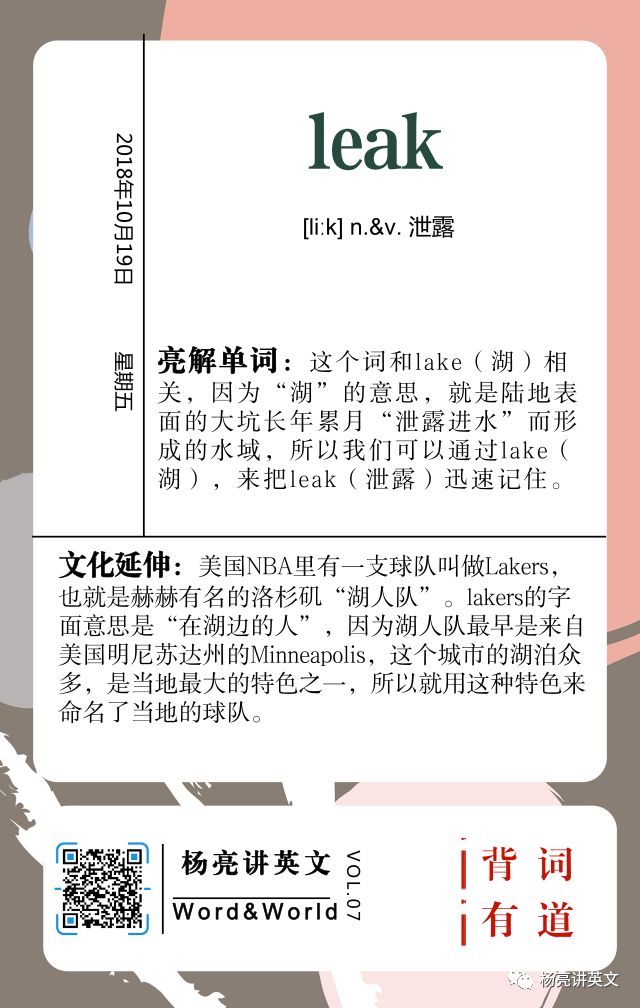 leak
[li:k] n.&v. 泄露
2018年10月19日
星期五
亮解单词：这个词和lake（湖）相
关，因为“湖”的意思，就是陆地表
面的大坑长年累月“泄露进水”而形
成的水域，所以我们可以通过lake（
湖），来把leak（泄露）迅速记住。
文化延伸：美国NBA里有一支球队叫做Lakers，
也就是赫赫有名的洛杉矶“湖人队”。lakers的字
面意思是“在湖边的人”，因为湖人队最早是来自
美国明尼苏达州的Minneapolis，这个城市的湖泊众
多，是当地最大的特色之一，所以就用这种特色来
命名了当地的球队。
杨亮讲英文
Word&World
VOL.07
背词
有道
杨亮讲英文